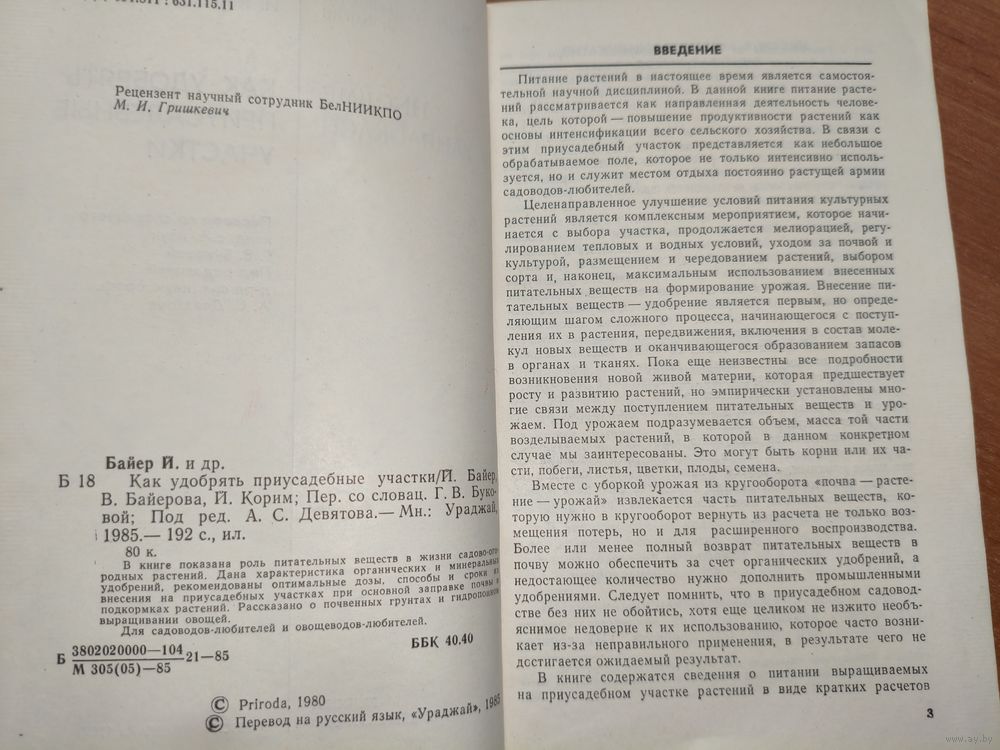 631.115.11
Рецензент научный сотрудник БелНИИКПО
М. И. Гришкевич
Байер Й. и др.
Б 18 Как удобрять приусадебные участки/Й. Байер,
В. Байерова, Й. Корим; Пер. со словац. Г. В. Буко-
вой; Под ред. А. С. Девятова.— Мн.: Ураджай,
1985.— 192 с., ил.
80 к.
В книге показана роль питательных веществ в жизни садово-ого-
родных растений. Дана характеристика органических и минеральных
удобрений, рекомендованы оптимальные дозы, способы и сроки их
внесения на приусадебных участках при основной заправке почвы и
подкормках растений. Рассказано о почвенных грунтах и гидропонном
выращивании овощей.
Для садоводов-любителей и овощеводов-любителей.
Б 3802020000—104
М 305(05)—85
21—85
ББК 40.40
© Priroda, 1980
© Перевод на русский язык, «Ураджай», 1985
ВВЕДЕНИЕ
Питание растений в настоящее время является самостоя-
тельной научной дисциплиной. В данной книге питание расте-
ний рассматривается как направленная деятельность челове-
ка, цель которой — повышение продуктивности растений как
основы интенсификации всего сельского хозяйства. В связи с
этим приусадебный участок представляется как небольшое
обрабатываемое поле, которое не только интенсивно исполь-
зуется, но и служит местом отдыха постоянно растущей армии
садоводов-любителей.
Целенаправленное улучшение условий питания культурных
растений является комплексным мероприятием, которое начи-
нается с выбора участка, продолжается мелиорацией, регу-
лированием тепловых и водных условий, уходом за почвой и
культурой, размещением и чередованием растений, выбором
сорта и, наконец, максимальным использованием внесенных
питательных веществ на формирование урожая. Внесение пи-
тательных веществ — удобрение является первым, но опреде-
ляющим шагом сложного процесса, начинающегося с поступ-
ления их в растения, передвижения, включения в состав моле-
кул новых веществ и оканчивающегося образованием запасов
в органах и тканях. Пока еще неизвестны все подробности
возникновения новой живой материи, которая предшествует
росту и развитию растений, но эмпирически установлены мно-
гие связи между поступлением питательных веществ и уро-
жаем. Под урожаем подразумевается объем, масса той части
возделываемых растений, в которой в данном конкретном
случае мы заинтересованы. Это могут быть корни или их ча-
сти, побеги, листья, цветки, плоды, семена.
Вместе с уборкой урожая из кругооборота «почва — расте-
ние — урожай» извлекается часть питательных веществ, ко-
торую нужно в кругооборот вернуть из расчета не только воз-
мещения потерь, но и для расширенного воспроизводства.
Более или менее полный возврат питательных веществ в
почву можно обеспечить за счет органических удобрений, а
недостающее количество нужно дополнить промышленными
удобрениями. Следует помнить, что в приусадебном садовод-
стве без них не обойтись, хотя еще целиком не изжито необъ-
яснимое недоверие к их использованию, которое часто возни-
кает из-за неправильного применения, в результате чего не
достигается ожидаемый результат.
В книге содержатся сведения о питании выращиваемых
на приусадебном участке растений в виде кратких расчетов
3
www.ay.by